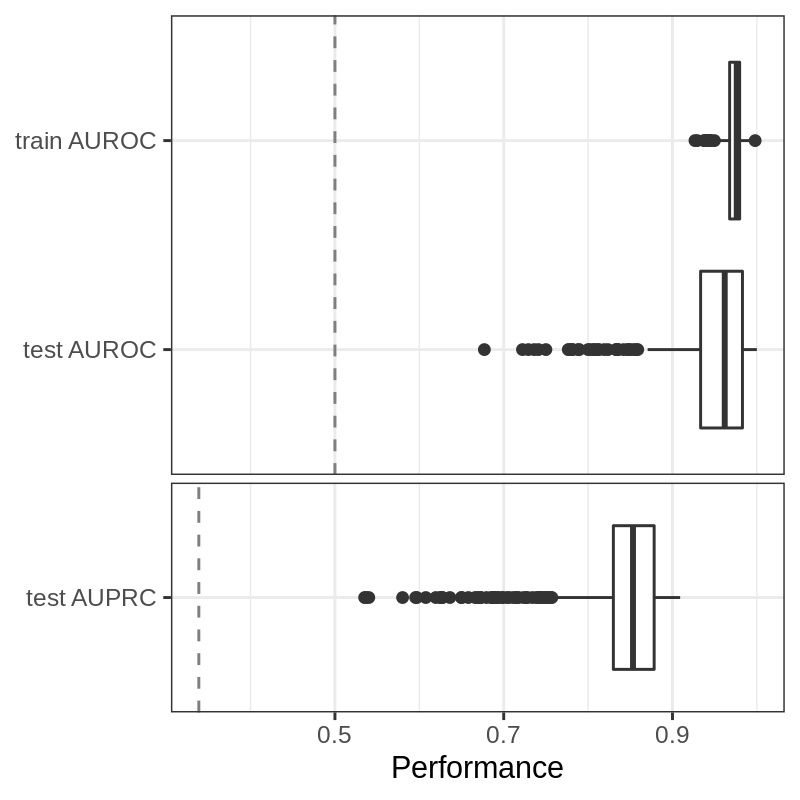 train AUROC
test AUROC
test AUPRC
0.5 0.7 0.9
Performance